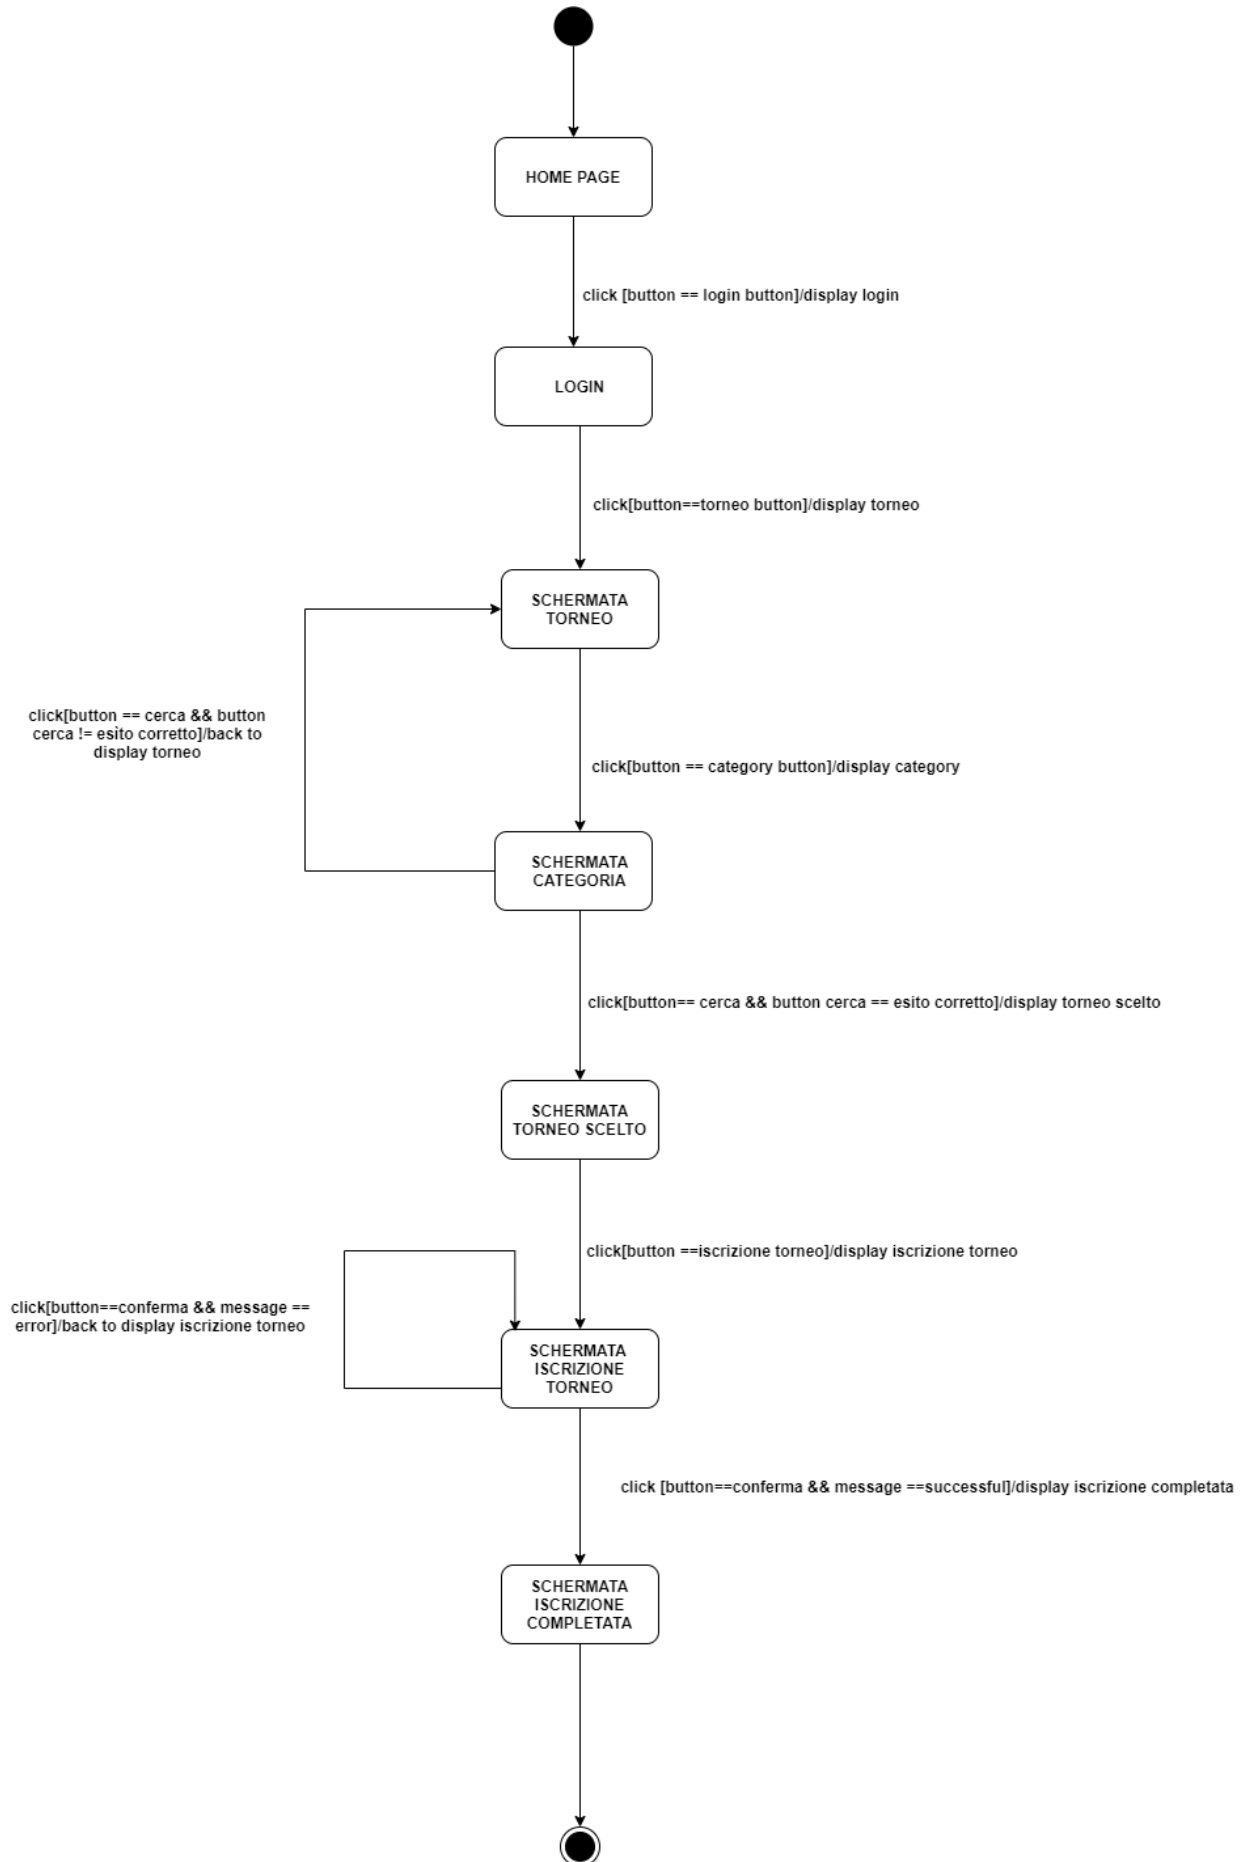 HOME PAGE
click [button == login button]/display login
LOGIN
click[button==torneo button]/display torneo
SCHERMATA
TORNEO
click[button == cerca && button
cerca != esito corretto]/back to
display torneo
click[button == category button]/display category
SCHERMATA
CATEGORIA
click[button== cerca && button cerca == esito corretto]/display torneo scelto
SCHERMATA
TORNEO SCELTO
click[button ==iscrizione torneo]/display iscrizione torneo
click[button==conferma && message ==
error]/back to display iscrizione torneo
SCHERMATA
ISCRIZIONE
TORNEO
click [button==conferma && message ==successful]/display iscrizione completata
SCHERMATA
ISCRIZIONE
COMPLETATA